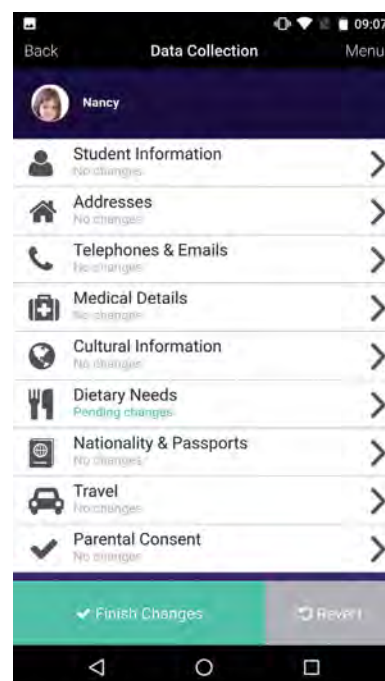 09:07
Back Data Collection Menu
Nancy
Student Information
No changes
Addresses
No changes
Telephones & Emails
No changes
Medical Details
No changes
Cultural Information
No changes
Dietary Needs
Pending changes
Nationality & Passports
No changes
Travel
No changes
Parental Consent
No changes
Finish Changes Revert